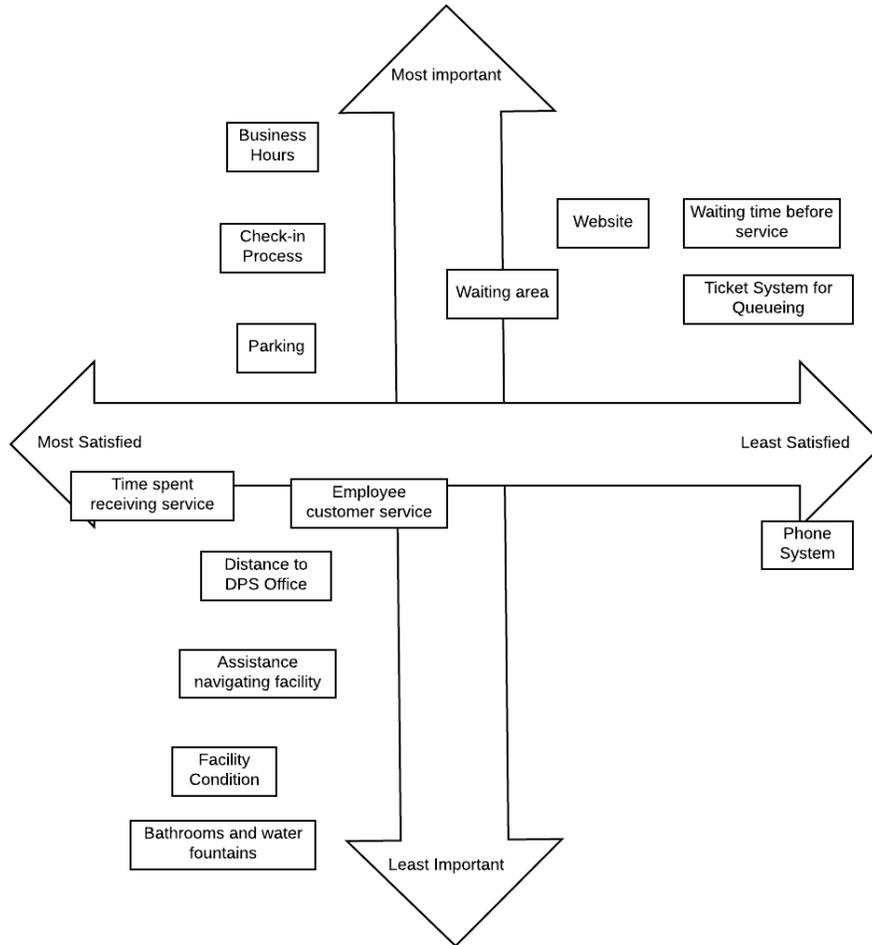 Most important
Business
Hours
Website
Waiting time before
service
Check-in
Process
Waiting area
Ticket System for
Queueing
Parking
Most Satisfied
Least Satisfied
Time spent
receiving service
Employee
customer service
Phone
System
Distance to
DPS Office
Assistance
navigating facility
Facility
Condition
Bathrooms and water
fountains
Least Important